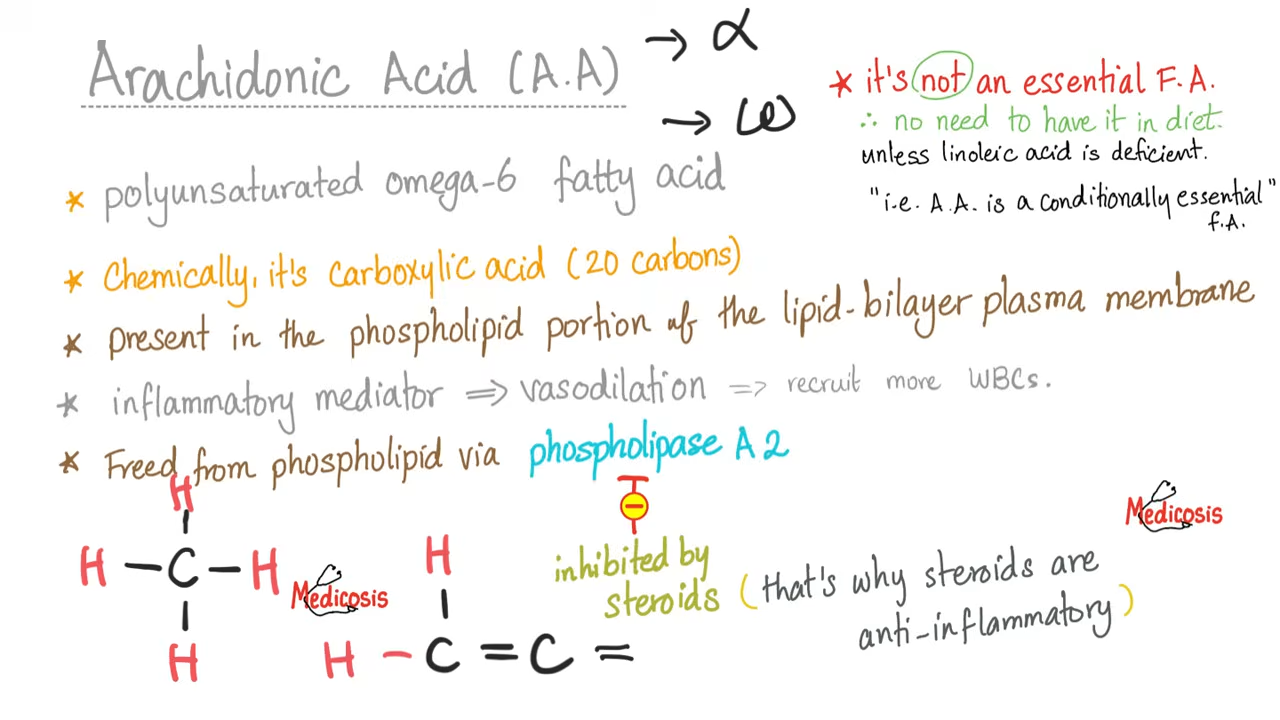 Arachidonic Acid (A.A)
→ α
→ ω
* it's not an essential F.A.
∴ no need to have it in diet.
unless linoleic acid is deficient.
"i.e. A.A. is a conditionally essential"
f.A.
* polyunsaturated omega-6 fatty acid
* Chemically, it's carboxylic acid (20 carbons)
* present in the phospholipid portion of the lipid-bilayer plasma membrane
* inflammatory mediator ⇒ vasodilation ⇒ recruit more WBCs.
* Freed from phospholipid via phospholipase A2
inhibited by
steroids (that's why steroids are
anti-inflammatory)
Medicosis
H
H – C – H
H
Medicosis
H
H – C = C =